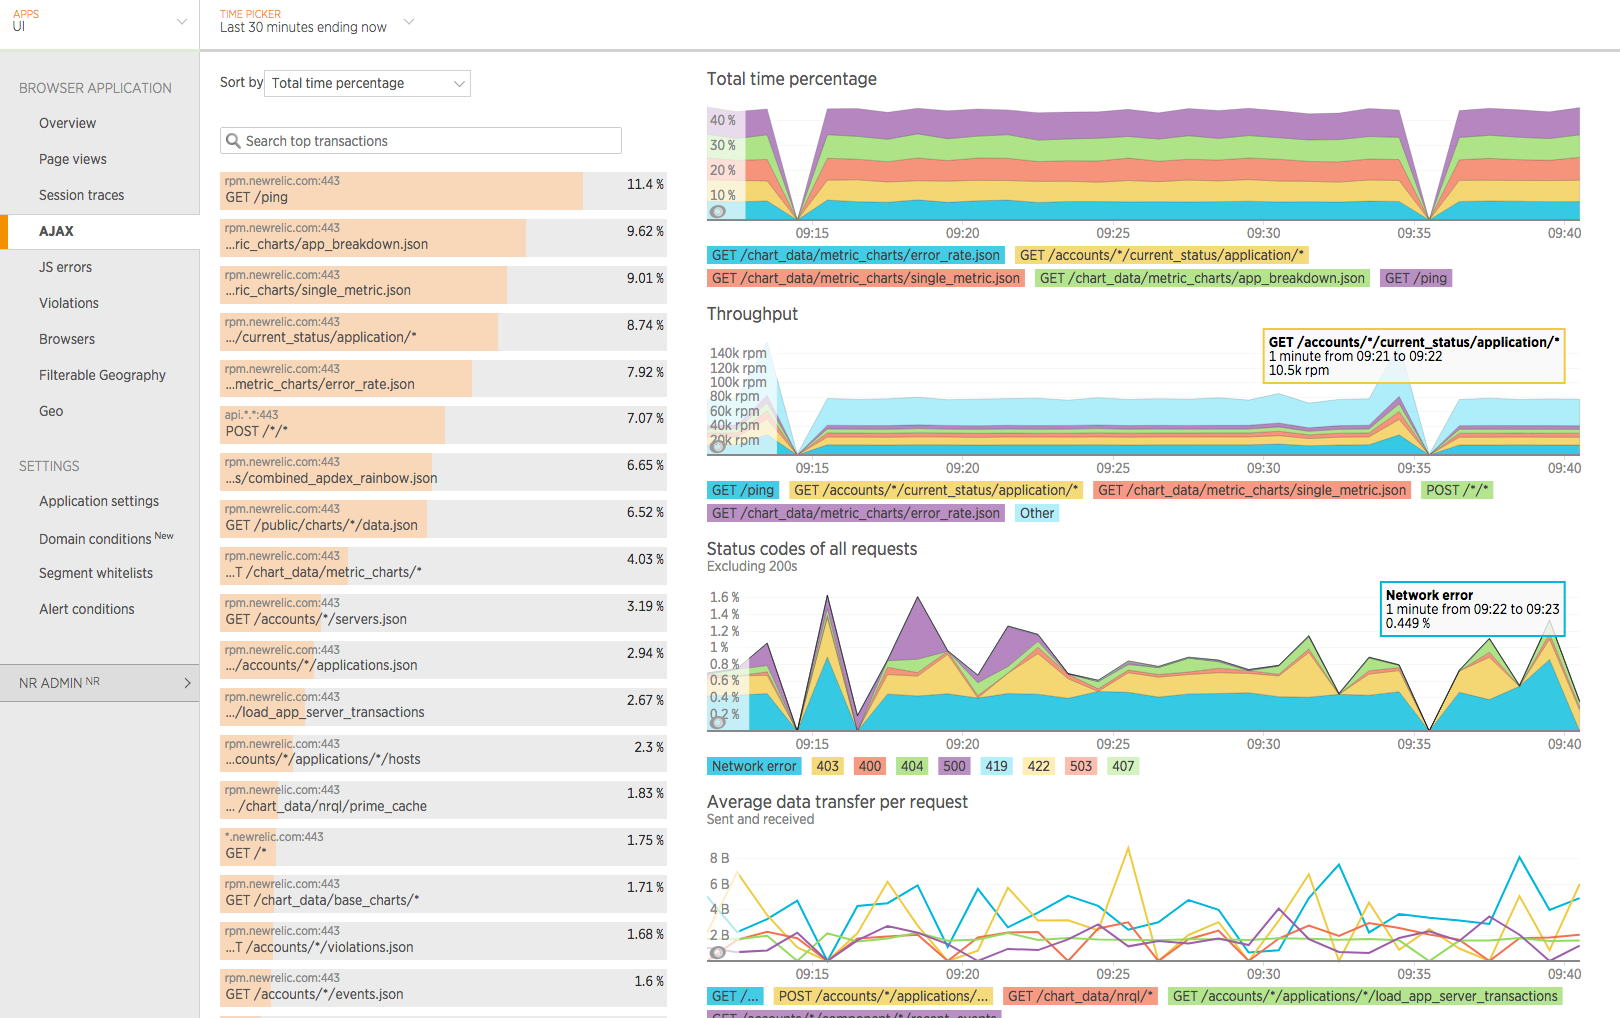 APPS
UI
TIME PICKER
Last 30 minutes ending now
BROWSER APPLICATION
Overview
Page views
Session traces
AJAX
JS errors
Violations
Browsers
Filterable Geography
Geo
SETTINGS
Application settings
Domain conditions New
Segment whitelists
Alert conditions
NR ADMIN NR
Sort by Total time percentage
Search top transactions
rpm.newrelic.com:443
GET /ping
11.4 %
rpm.newrelic.com:443
...ric_charts/app_breakdown.json
9.62 %
rpm.newrelic.com:443
...ric_charts/single_metric.json
9.01 %
rpm.newrelic.com:443
.../current_status/application/*
8.74 %
rpm.newrelic.com:443
...metric_charts/error_rate.json
7.92 %
api.*.*:443
POST /*/*
7.07 %
rpm.newrelic.com:443
...s/combined_apdex_rainbow.json
6.65 %
rpm.newrelic.com:443
GET /public/charts/*/data.json
6.52 %
rpm.newrelic.com:443
...T /chart_data/metric_charts/*
4.03 %
rpm.newrelic.com:443
GET /accounts/*/servers.json
3.19 %
rpm.newrelic.com:443
.../accounts/*/applications.json
2.94 %
rpm.newrelic.com:443
.../load_app_server_transactions
2.67 %
rpm.newrelic.com:443
...counts/*/applications/*/hosts
2.3 %
rpm.newrelic.com:443
... /chart_data/nrql/prime_cache
1.83 %
*.newrelic.com:443
GET /*
1.75 %
rpm.newrelic.com:443
GET /chart_data/base_charts/*
1.71 %
rpm.newrelic.com:443
...T /accounts/*/violations.json
1.68 %
rpm.newrelic.com:443
GET /accounts/*/events.json
1.6 %
Total time percentage
40 %
30 %
20 %
10 %
09:15 09:20 09:25 09:30 09:35 09:40
GET /chart_data/metric_charts/error_rate.json GET /accounts/*/current_status/application/*
GET /chart_data/metric_charts/single_metric.json GET /chart_data/metric_charts/app_breakdown.json GET /ping
Throughput
GET /accounts/*/current_status/application/*
1 minute from 09:21 to 09:22
10.5k rpm
140k rpm
120k rpm
100k rpm
80k rpm
60k rpm
40k rpm
20k rpm
09:15 09:20 09:25 09:30 09:35 09:40
GET /ping GET /accounts/*/current_status/application/* GET /chart_data/metric_charts/single_metric.json POST /*/*
GET /chart_data/metric_charts/error_rate.json Other
Status codes of all requests
Excluding 200s
Network error
1 minute from 09:22 to 09:23
0.449 %
1.6 %
1.4 %
1.2 %
1 %
0.8 %
0.6 %
0.4 %
0.2 %
09:15 09:20 09:25 09:30 09:35 09:40
Network error 403 400 404 500 419 422 503 407
Average data transfer per request
Sent and received
8 B
6 B
4 B
2 B
09:15 09:20 09:25 09:30 09:35 09:40
GET /... POST /accounts/*/applications/... GET /chart_data/nrql/* GET /accounts/*/applications/*/load_app_server_transactions
GET /accounts/*/component/*/recent_events